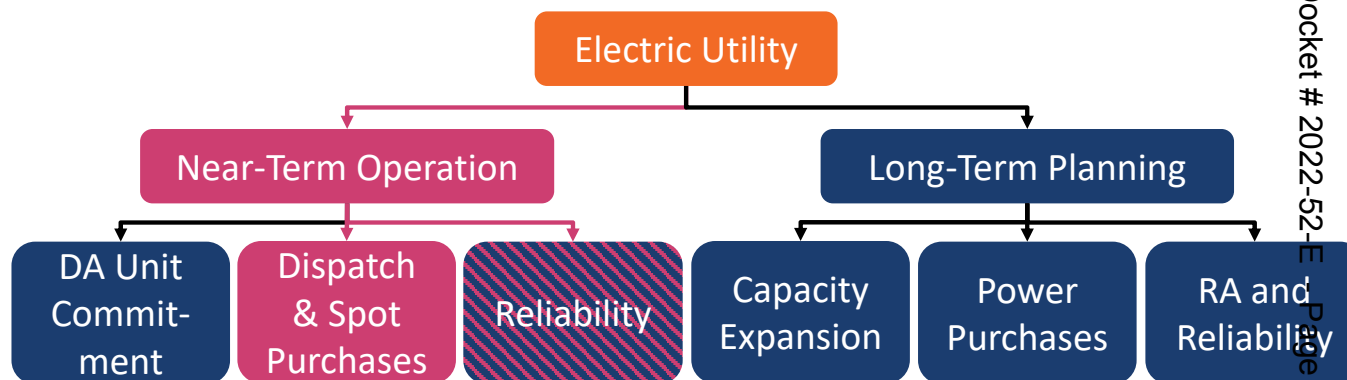 Electric Utility
Near-Term Operation
Long-Term Planning
DA Unit
Commit-
ment
Dispatch
& Spot
Purchases
Reliability
Capacity
Expansion
Power
Purchases
RA and
Reliability
Docket # 2022-52-E - Page